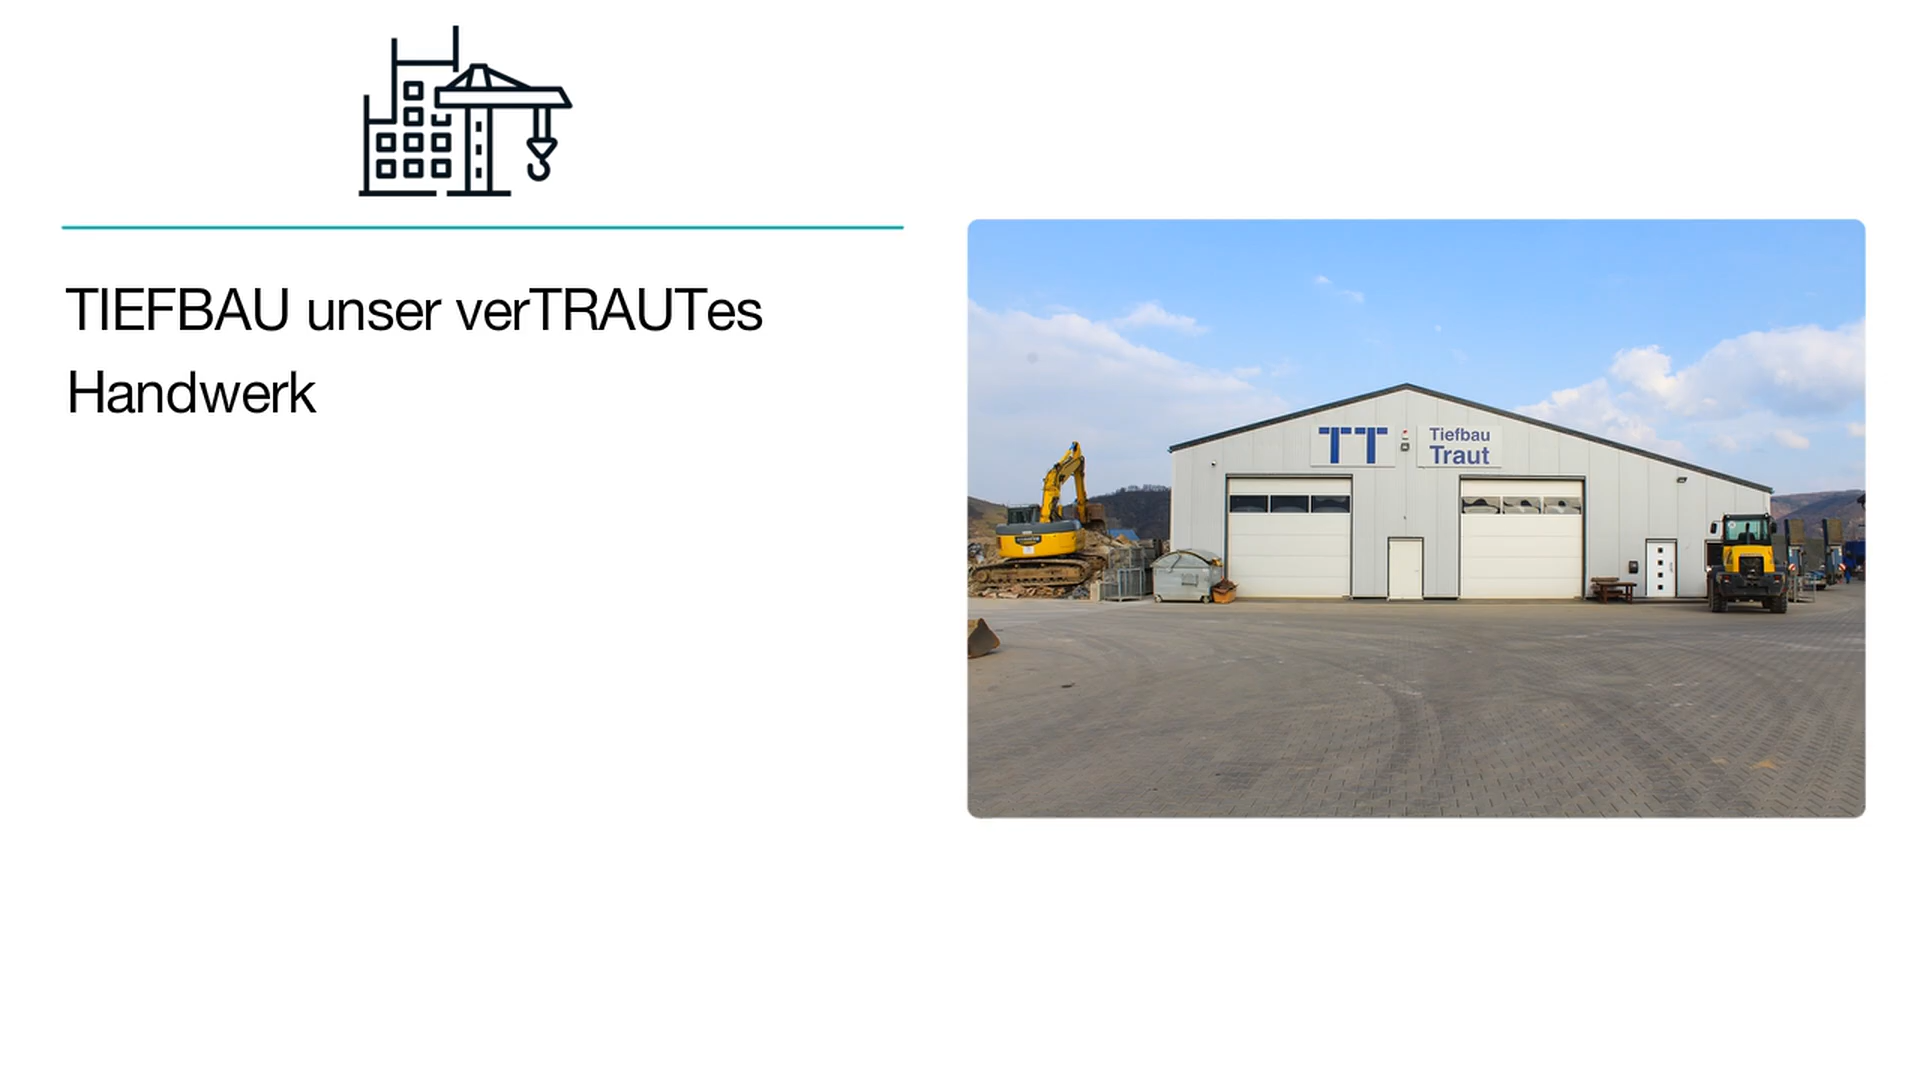 TIEFBAU unser verTRAUTes
Handwerk
TT
Tiefbau
Traut